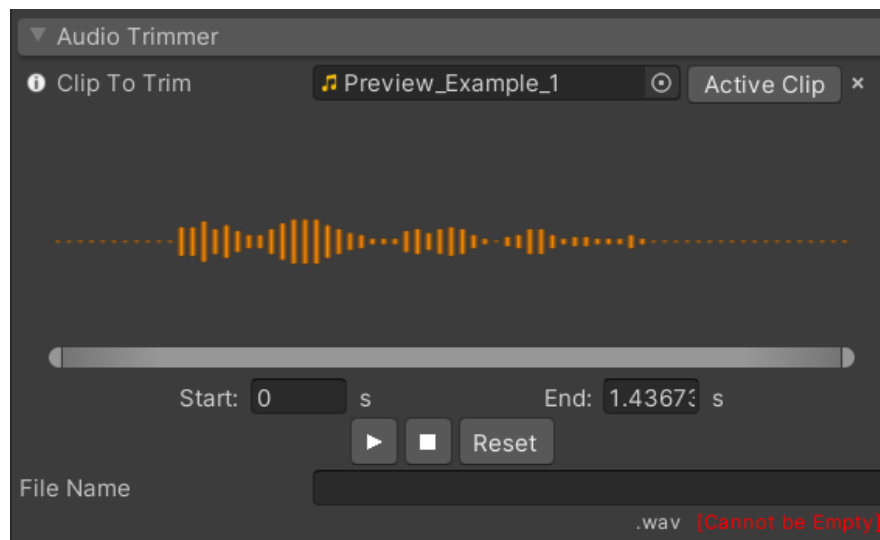 Audio Trimmer
Clip To Trim Preview_Example_1 Active Clip ×
Start: 0 s End: 1.43673 s
Reset
File Name
.wav [Cannot be Empty]